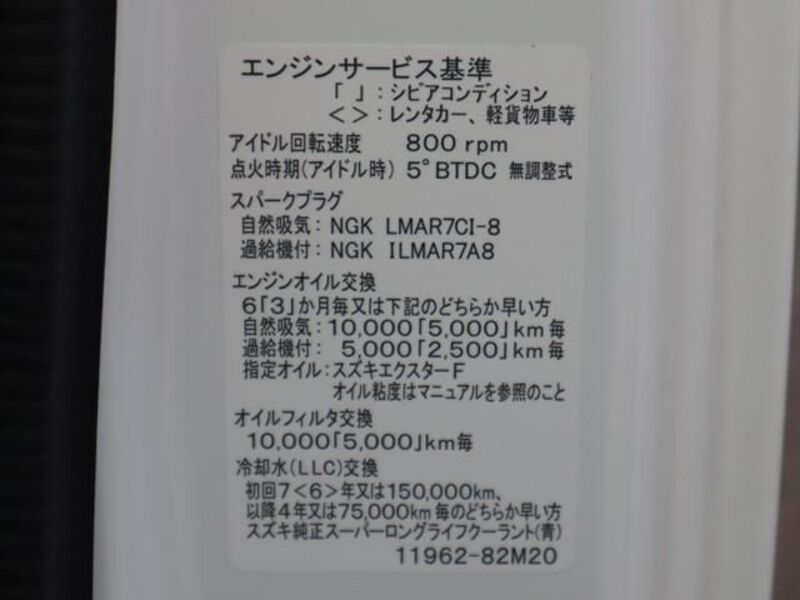 エンジンサービス基準
「 」：シビアコンディション
＜＞：レンタカー、軽貨物車等
アイドル回転速度 800 rpm
点火時期(アイドル時) 5°BTDC 無調整式
スパークプラグ
自然吸気：NGK LMAR7CI-8
過給機付：NGK ILMAR7A8
エンジンオイル交換
6「3」か月毎又は下記のどちらか早い方
自然吸気：10,000「5,000」km毎
過給機付： 5,000「2,500」km毎
指定オイル：スズキエクスターF
オイル粘度はマニュアルを参照のこと
オイルフィルタ交換
10,000「5,000」km毎
冷却水(LLC)交換
初回7＜6＞年又は150,000km、
以降4年又は75,000km毎のどちらか早い方
スズキ純正スーパーロングライフクーラント(青)
11962-82M20